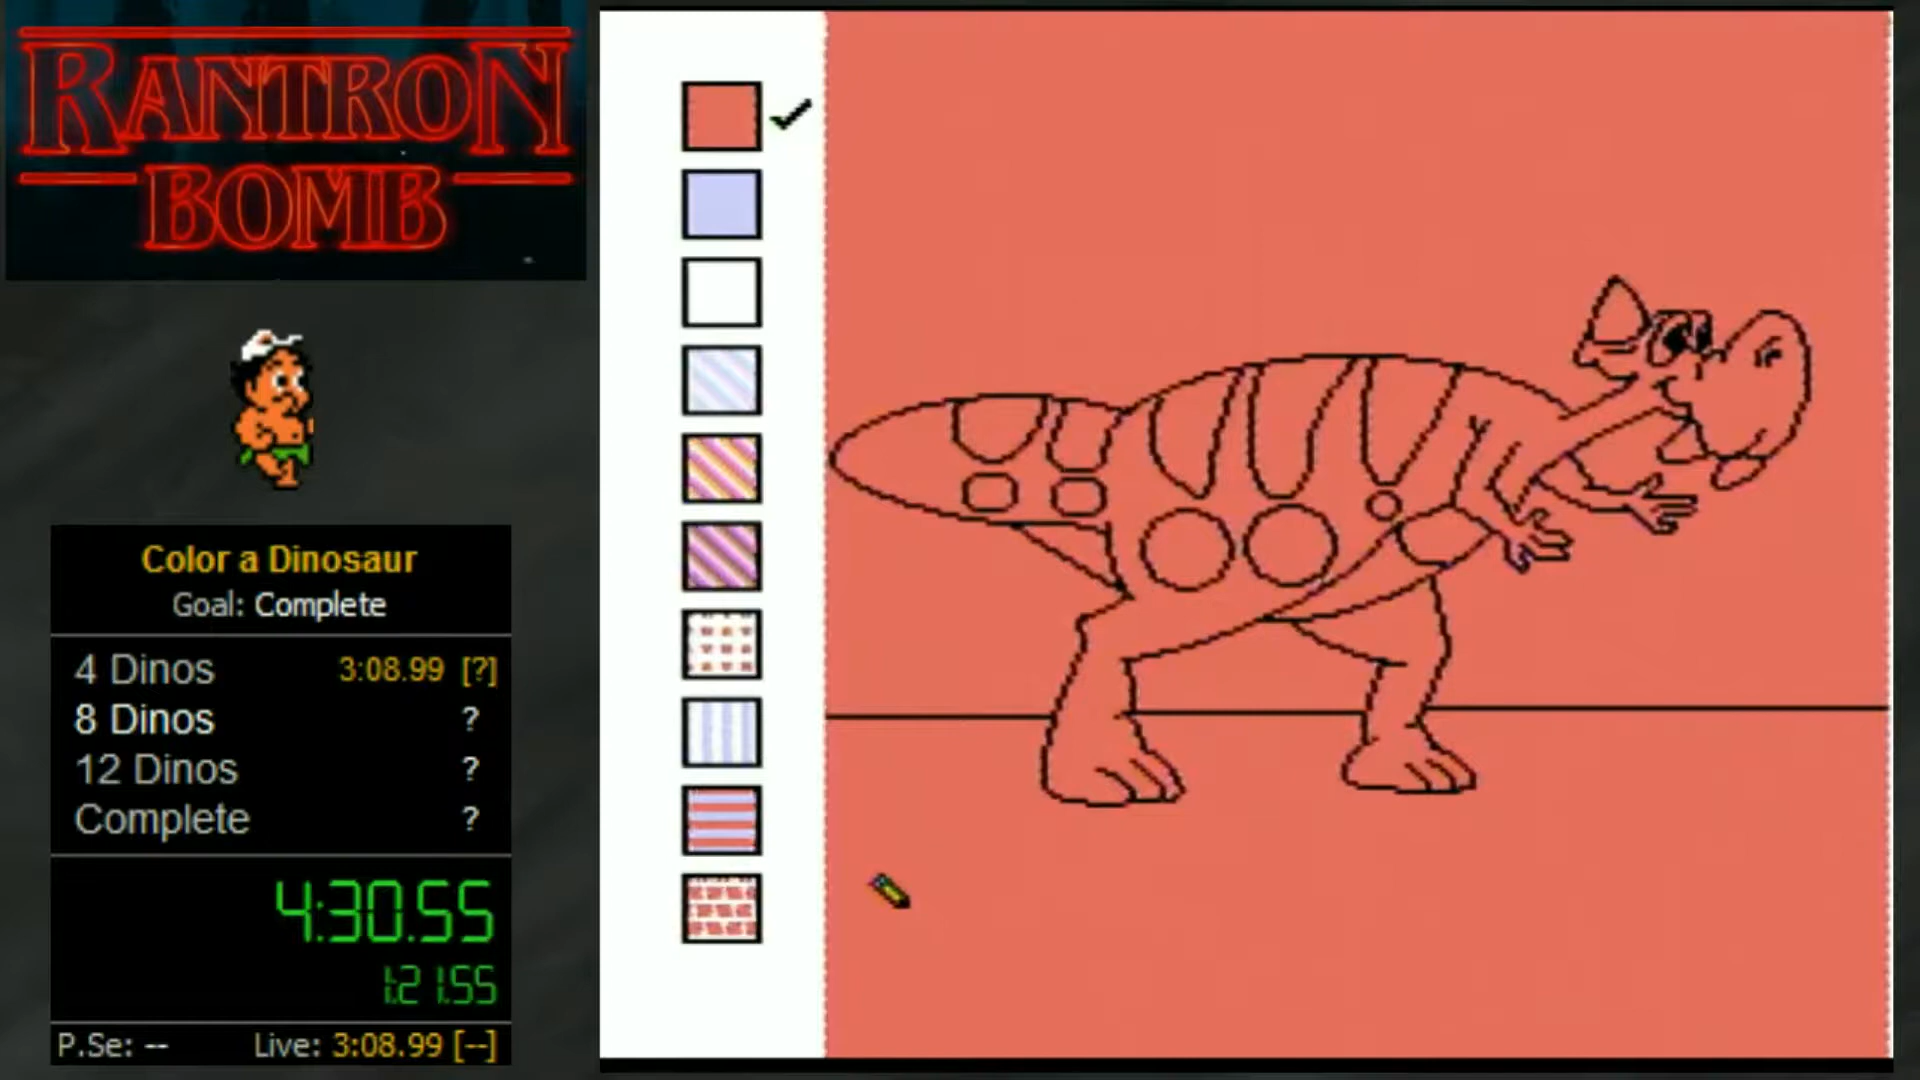 RANTRON
BOMB
Color a Dinosaur
Goal: Complete
4 Dinos 3:08.99 [?]
8 Dinos ?
12 Dinos ?
Complete ?
4:30.55
1:21.55
P.Se: -- Live: 3:08.99 [--]